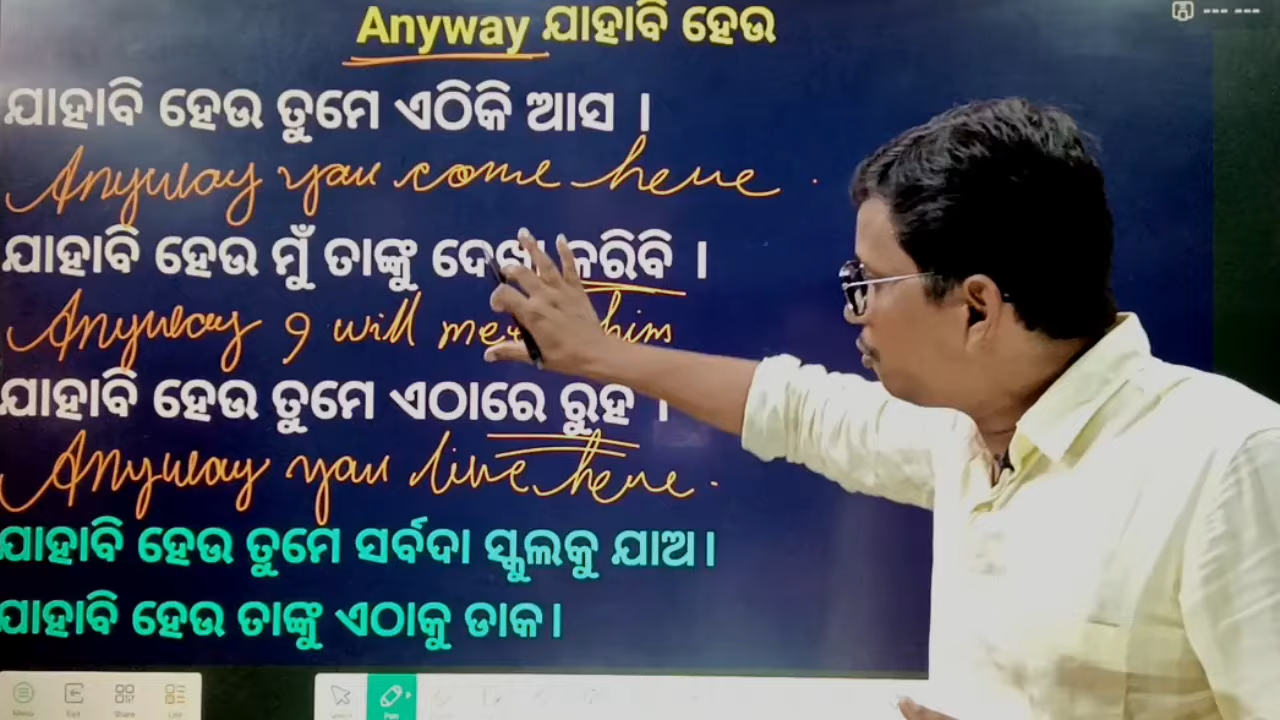 Anyway ଯାହାବି ହେଉ
ଯାହାବି ହେଉ ତୁମେ ଏଠିକି ଆସ ।
Anyway you come here .
ଯାହାବି ହେଉ ମୁଁ ତାଙ୍କୁ କରିବି ।
Anyway I will him
ଯାହାବି ହେଉ ତୁମେ ଏଠାରେ ରୁହ ।
Anyway you live here .
ଯାହାବି ହେଉ ତୁମେ ସର୍ବଦା ସ୍କୁଲକୁ ଯାଅ ।
ଯାହାବି ହେଉ ତାଙ୍କୁ ଏଠାକୁ ଡାକ ।